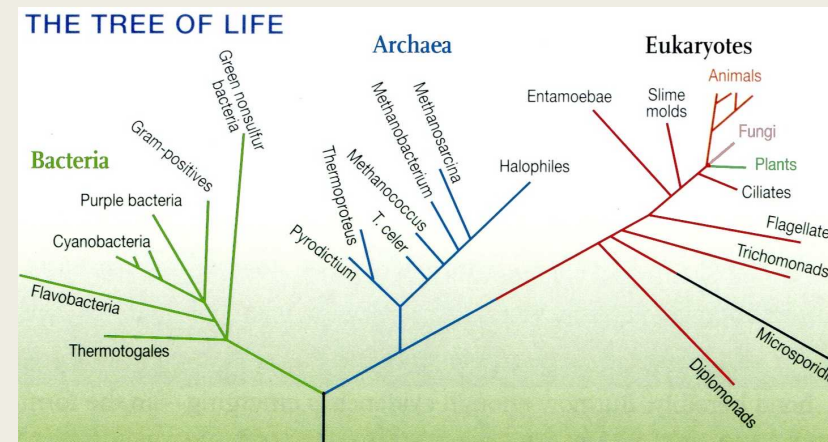 THE TREE OF LIFE
Archaea
Eukaryotes
Bacteria
Green nonsulfur
bacteria
Gram-positives
Purple bacteria
Cyanobacteria
Flavobacteria
Thermotogales
Pyrodictium
Thermoproteus
T. celer
Methanococcus
Methanobacterium
Methanosarcina
Halophiles
Entamoebae
Slime
molds
Animals
Fungi
Plants
Ciliates
Flagellate
Trichomonads
Microsporidi
Diplomonads